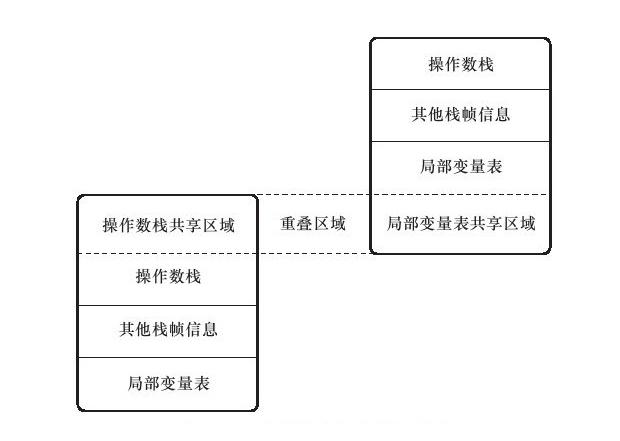 操作数栈
其他栈帧信息
局部变量表
操作数栈共享区域
重叠区域
局部变量表共享区域
操作数栈
其他栈帧信息
局部变量表